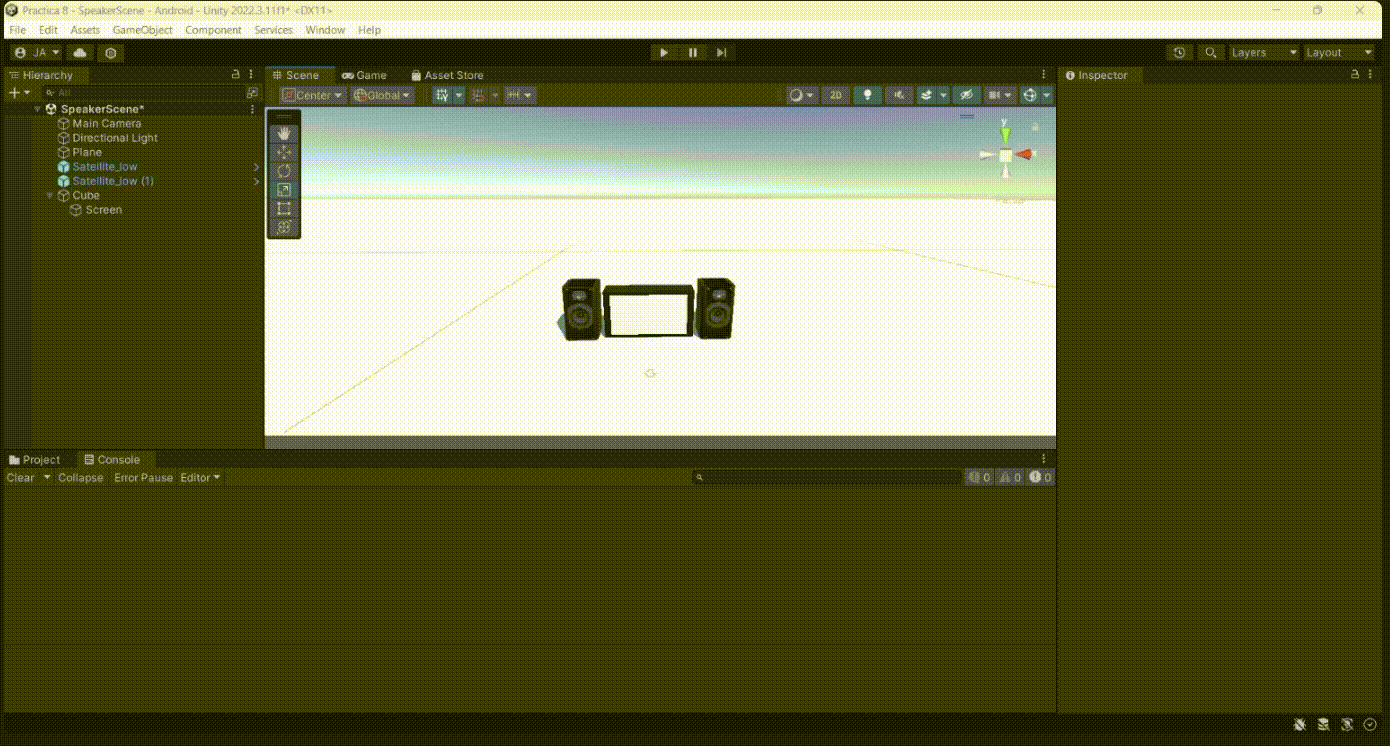 Practica 8 - SpeakerScene - Android - Unity 2022.3.11f1* <DX11>
File Edit Assets GameObject Component Services Window Help
JA Layers Layout
Hierarchy Scene Game Asset Store Inspector
All Center Global 2D
SpeakerScene*
Main Camera
Directional Light
Plane
Satellite_low
Satellite_low (1)
Cube
Screen
y
Project Console
Clear Collapse Error Pause Editor 0 0 0